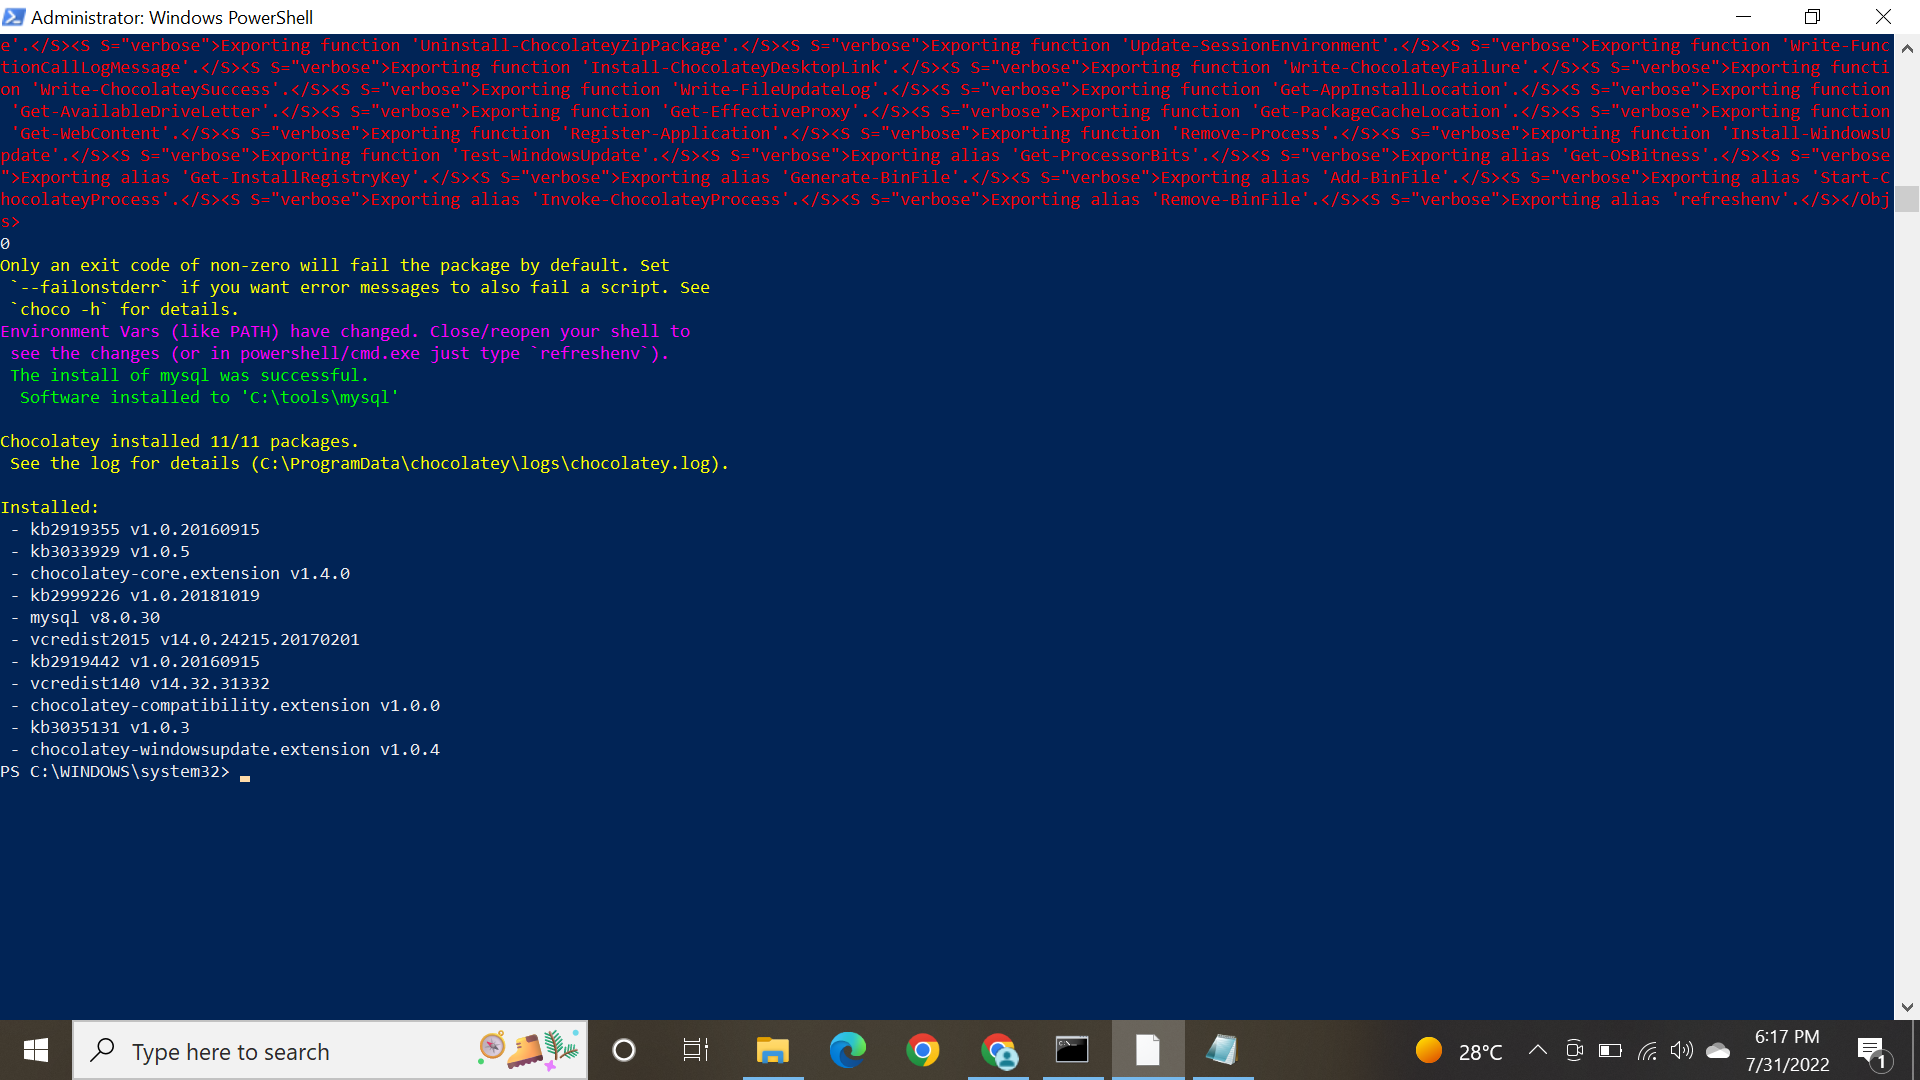 Administrator: Windows PowerShell
e'.</S><S S="verbose">Exporting function 'Uninstall-ChocolateyZipPackage'.</S><S S="verbose">Exporting function 'Update-SessionEnvironment'.</S><S S="verbose">Exporting function 'Write-Func
tionCallLogMessage'.</S><S S="verbose">Exporting function 'Install-ChocolateyDesktopLink'.</S><S S="verbose">Exporting function 'Write-ChocolateyFailure'.</S><S S="verbose">Exporting functi
on 'Write-ChocolateySuccess'.</S><S S="verbose">Exporting function 'Write-FileUpdateLog'.</S><S S="verbose">Exporting function 'Get-AppInstallLocation'.</S><S S="verbose">Exporting function
 'Get-AvailableDriveLetter'.</S><S S="verbose">Exporting function 'Get-EffectiveProxy'.</S><S S="verbose">Exporting function 'Get-PackageCacheLocation'.</S><S S="verbose">Exporting function
 'Get-WebContent'.</S><S S="verbose">Exporting function 'Register-Application'.</S><S S="verbose">Exporting function 'Remove-Process'.</S><S S="verbose">Exporting function 'Install-WindowsU
pdate'.</S><S S="verbose">Exporting function 'Test-WindowsUpdate'.</S><S S="verbose">Exporting alias 'Get-ProcessorBits'.</S><S S="verbose">Exporting alias 'Get-OSBitness'.</S><S S="verbose
">Exporting alias 'Get-InstallRegistryKey'.</S><S S="verbose">Exporting alias 'Generate-BinFile'.</S><S S="verbose">Exporting alias 'Add-BinFile'.</S><S S="verbose">Exporting alias 'Start-C
hocolateyProcess'.</S><S S="verbose">Exporting alias 'Invoke-ChocolateyProcess'.</S><S S="verbose">Exporting alias 'Remove-BinFile'.</S><S S="verbose">Exporting alias 'refreshenv'.</S></Obj
s>
0
Only an exit code of non-zero will fail the package by default. Set
 `--failonstderr` if you want error messages to also fail a script. See
 `choco -h` for details.
Environment Vars (like PATH) have changed. Close/reopen your shell to
 see the changes (or in powershell/cmd.exe just type `refreshenv`).
 The install of mysql was successful.
  Software installed to 'C:\tools\mysql'
Chocolatey installed 11/11 packages.
 See the log for details (C:\ProgramData\chocolatey\logs\chocolatey.log).
Installed:
 - kb2919355 v1.0.20160915
 - kb3033929 v1.0.5
 - chocolatey-core.extension v1.4.0
 - kb2999226 v1.0.20181019
 - mysql v8.0.30
 - vcredist2015 v14.0.24215.20170201
 - kb2919442 v1.0.20160915
 - vcredist140 v14.32.31332
 - chocolatey-compatibility.extension v1.0.0
 - kb3035131 v1.0.3
 - chocolatey-windowsupdate.extension v1.0.4
PS C:\WINDOWS\system32>
Type here to search
28°C
6:17 PM
7/31/2022
1